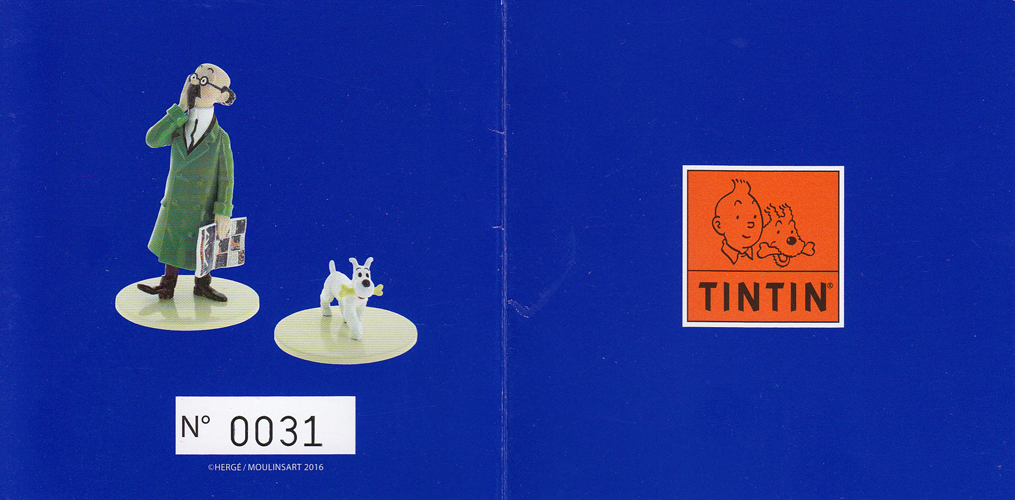 N° 0031
©HERGÉ / MOULINSART 2016
TINTIN®